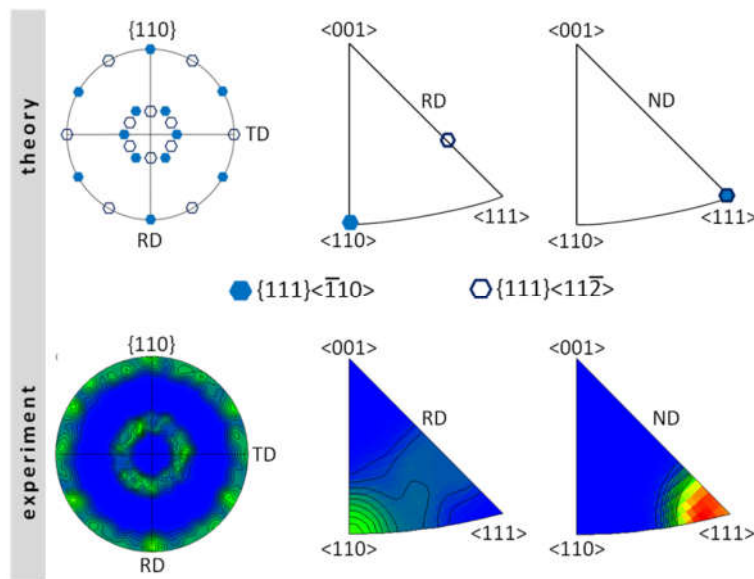 {110}
<001>
<001>
theory
TD
RD
ND
RD
<110>
<111>
<110>
<111>
{111}<1̅10>
{111}<112̅>
{110}
<001>
<001>
experiment
TD
RD
ND
RD
<110>
<111>
<110>
<111>